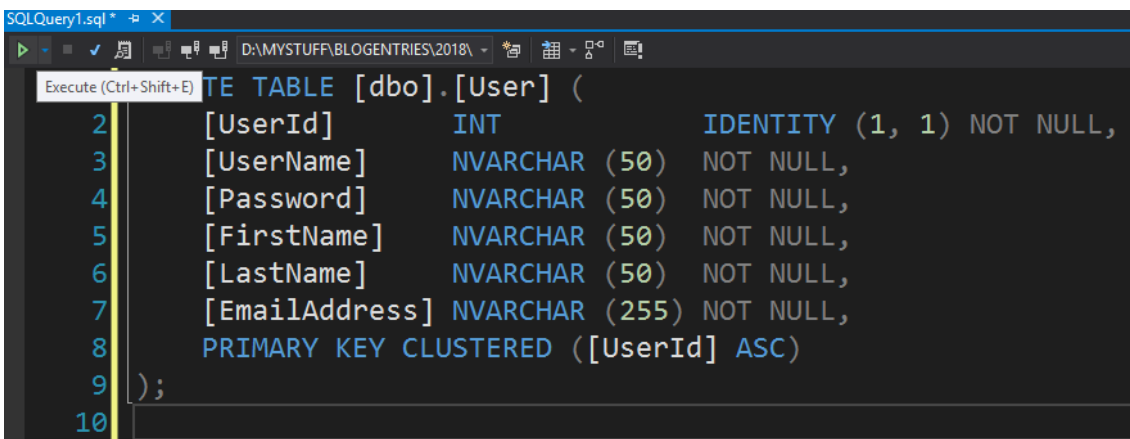 SQLQuery1.sql*
D:\MYSTUFF\BLOGENTRIES\2018\
Execute (Ctrl+Shift+E) TE TABLE [dbo].[User] (
2 [UserId] INT IDENTITY (1, 1) NOT NULL,
3 [UserName] NVARCHAR (50) NOT NULL,
4 [Password] NVARCHAR (50) NOT NULL,
5 [FirstName] NVARCHAR (50) NOT NULL,
6 [LastName] NVARCHAR (50) NOT NULL,
7 [EmailAddress] NVARCHAR (255) NOT NULL,
8 PRIMARY KEY CLUSTERED ([UserId] ASC)
9 );
10